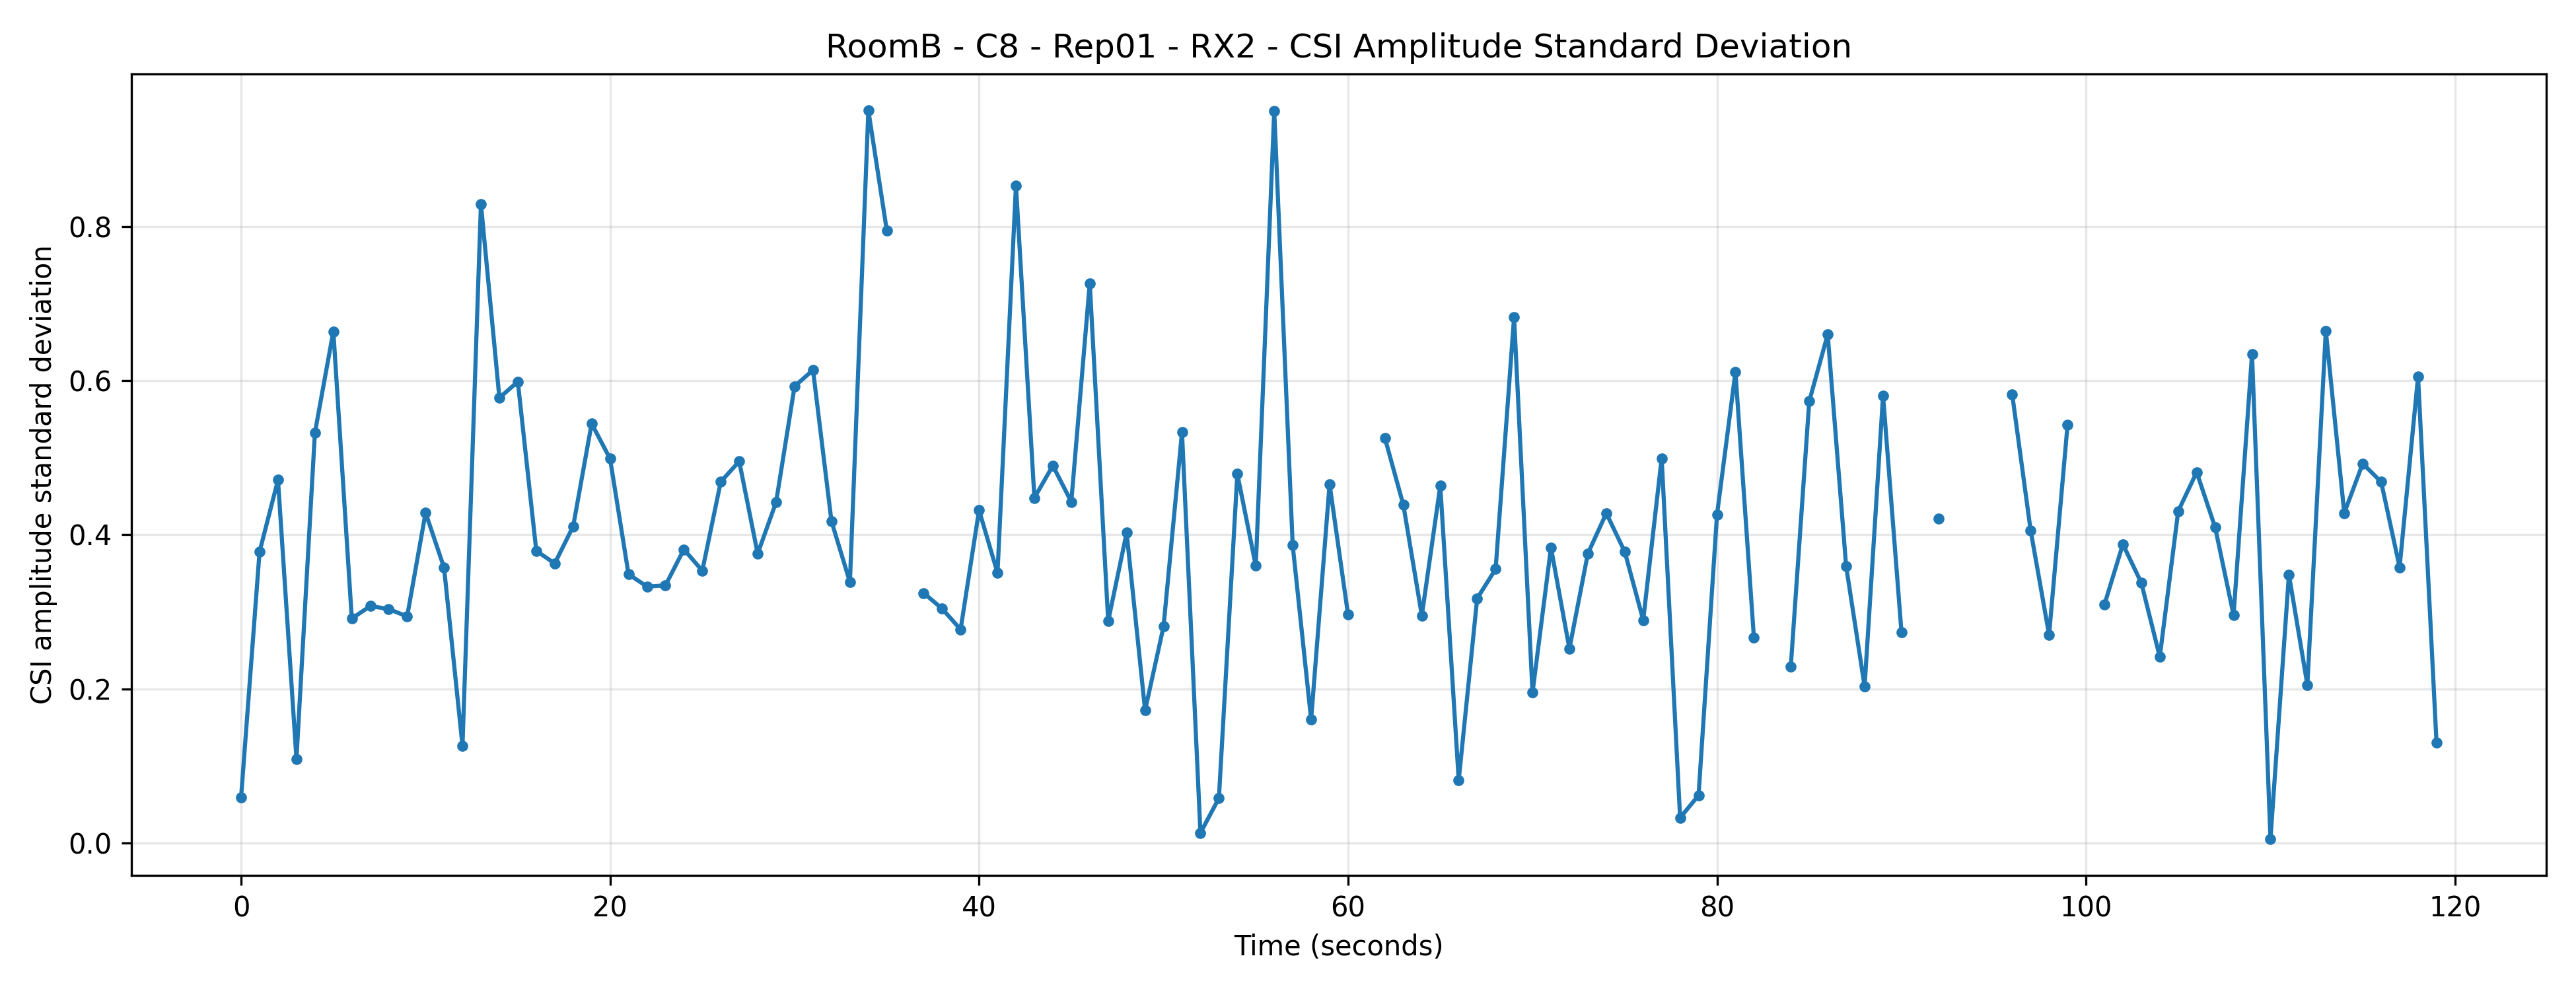 RoomB - C8 - Rep01 - RX2 - CSI Amplitude Standard Deviation
CSI amplitude standard deviation
0.8
0.6
0.4
0.2
0.0
0 20 40 60 80 100 120
Time (seconds)